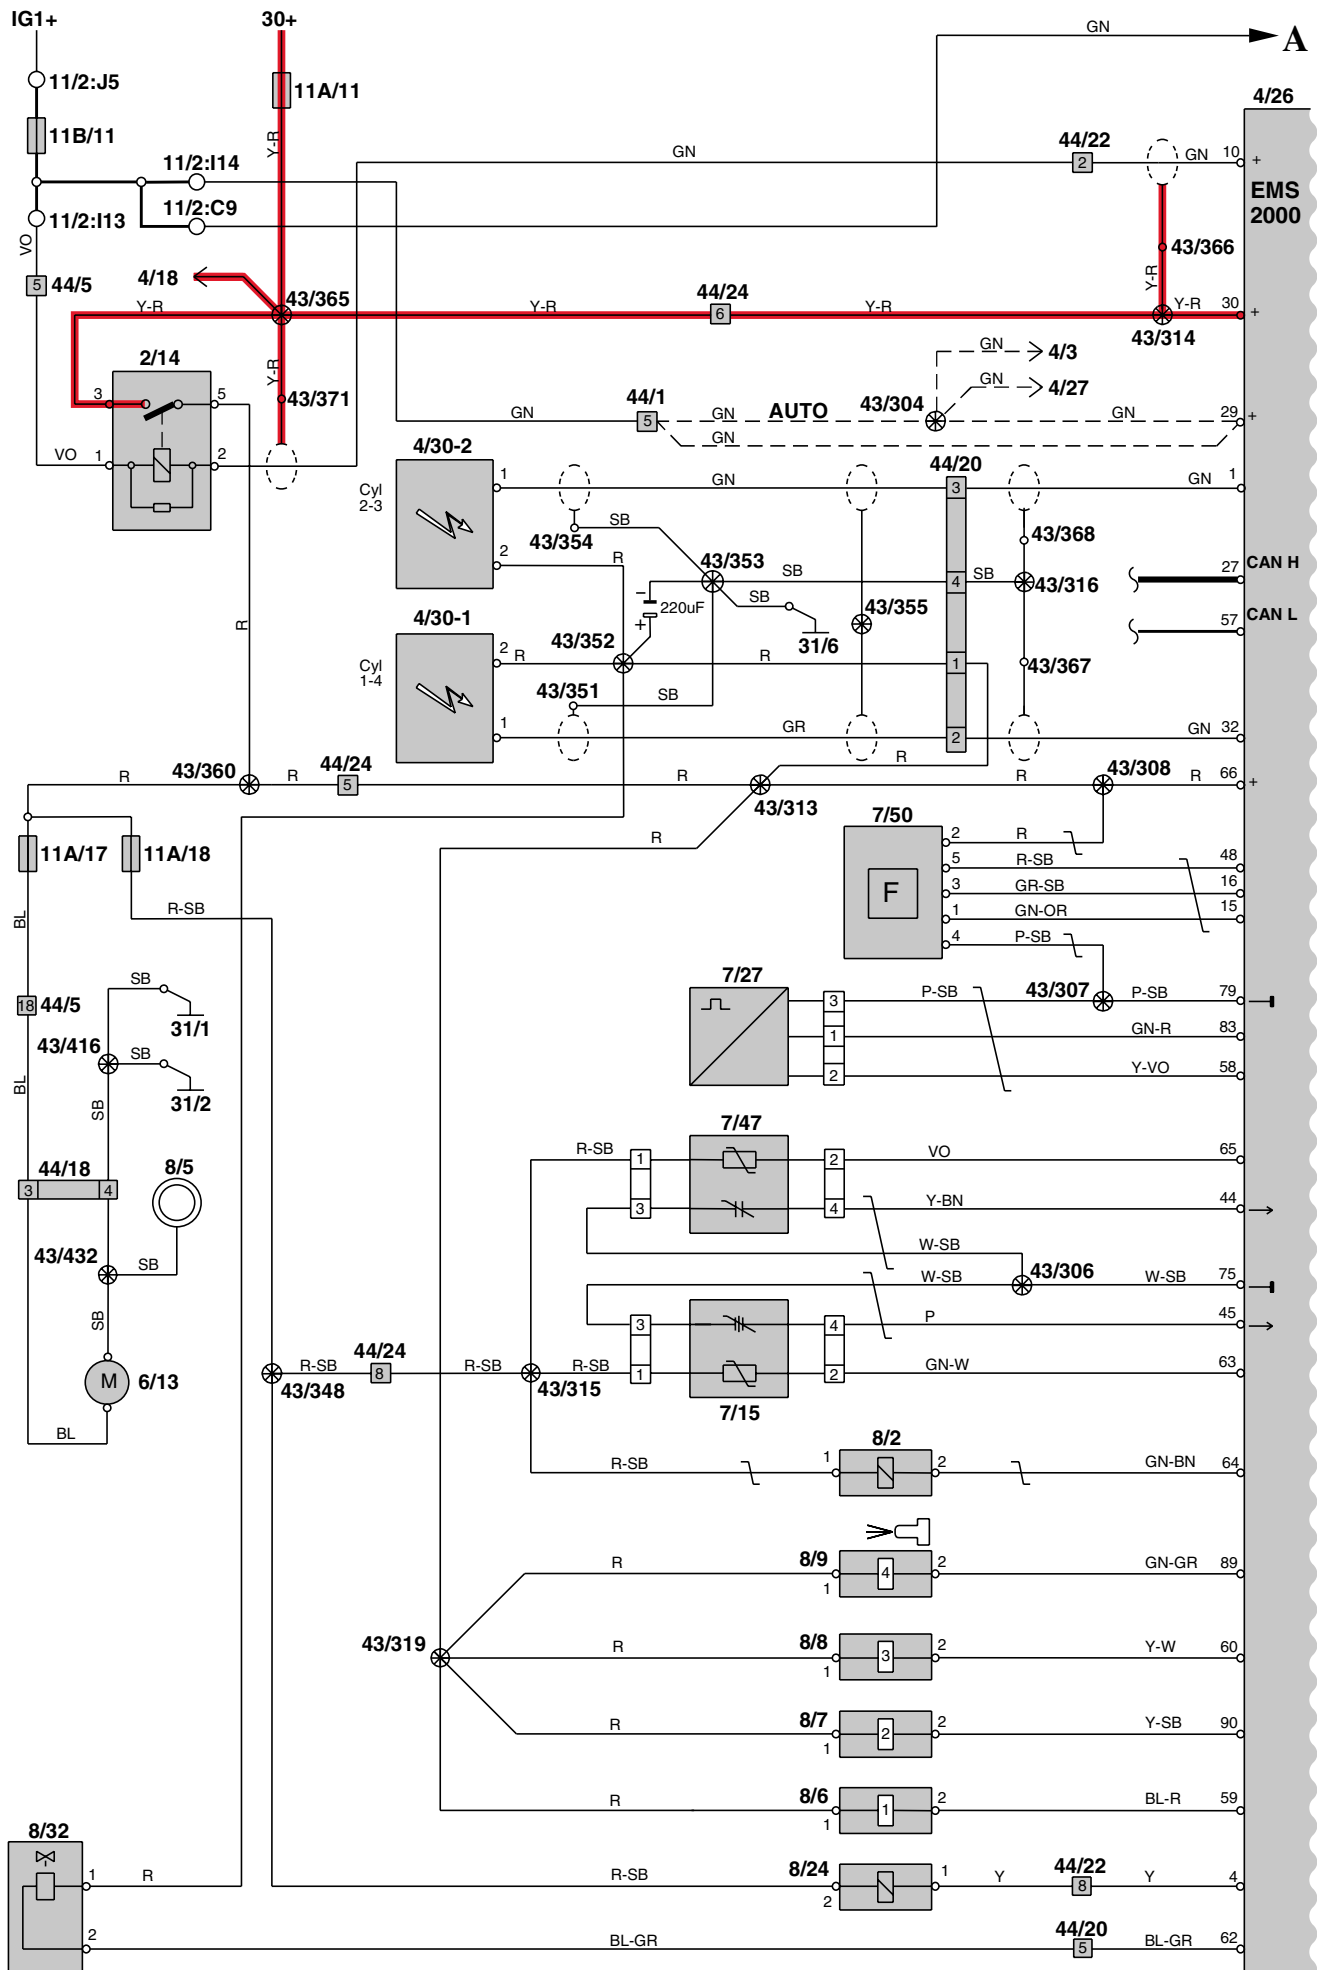 IG1+
30+
GN
A
11/2:J5
11A/11
4/26
11B/11
Y-R
44/22
11/2:I14
GN
2
GN
10
+
EMS
2000
11/2:C9
11/2:I13
VO
43/366
4/18
Y-R
5
44/5
43/365
44/24
Y-R
Y-R
6
Y-R
Y-R
30
+
43/314
2/14
Y-R
GN
4/3
3
5
43/371
GN
4/27
44/1
43/304
GN
5
GN
AUTO
GN
29
+
GN
VO
1
2
4/30-2
44/20
Cyl
2-3
1
GN
3
GN
1
SB
43/354
43/368
2
R
43/353
SB
4
SB
43/316
27
CAN H
SB
−
220uF
+
43/355
57
CAN L
R
4/30-1
43/352
31/6
Cyl
1-4
2
R
R
1
43/367
43/351
SB
1
GR
2
GN
32
R
43/360
44/24
43/308
R
R
5
R
R
R
66
+
43/313
7/50
11A/17
11A/18
R
2
R
5
R-SB
48
F
3
GR-SB
16
BL
R-SB
1
GN-OR
15
4
P-SB
SB
7/27
43/307
18
44/5
3
P-SB
P-SB
79
31/1
43/416
SB
1
GN-R
83
BL
2
Y-VO
58
31/2
SB
7/47
R-SB
1
2
VO
65
44/18
8/5
3
4
3
4
Y-BN
44
W-SB
43/432
SB
43/306
W-SB
W-SB
75
SB
3
4
P
45
44/24
M
6/13
R-SB
8
R-SB
R-SB
1
2
GN-W
63
43/348
43/315
7/15
BL
8/2
R-SB
1
2
GN-BN
64
R
8/9
1
4
2
GN-GR
89
43/319
R
8/8
1
3
2
Y-W
60
R
8/7
1
2
2
Y-SB
90
R
8/6
1
1
2
BL-R
59
8/32
1
R
R-SB
8/24
2
1
Y
44/22
8
Y
4
2
BL-GR
44/20
5
BL-GR
62